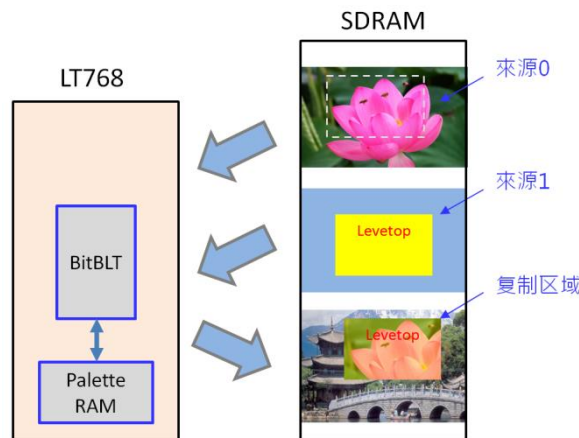 SDRAM
LT768
來源0
來源1
Levetop
BitBLT
复制区域
Levetop
Palette
RAM